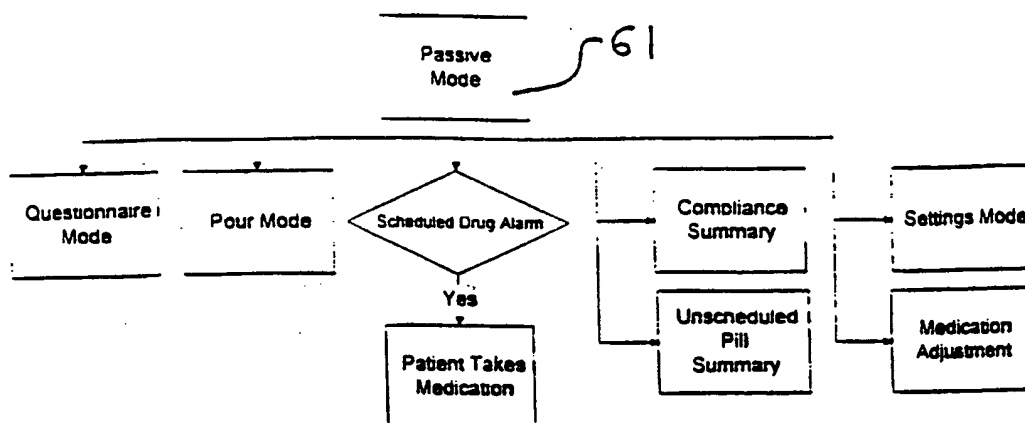 Passive
Mode
61
Questionnaire
Mode
Pour Mode
Scheduled Drug Alarm
Compliance
Summary
Settings Mode
Yes
Patient Takes
Medication
Unscheduled
Pill
Summary
Medication
Adjustment